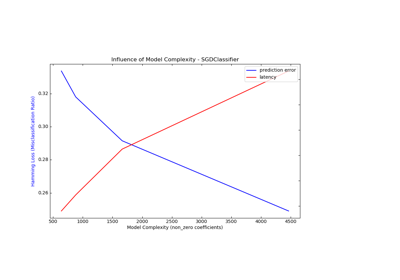 Influence of Model Complexity - SGDClassifier
prediction error
latency
0.32
0.30
0.28
0.26
Hamming Loss (Misclassification Ratio)
500 1000 1500 2000 2500 3000 3500 4000 4500
Model Complexity (non_zero coefficients)